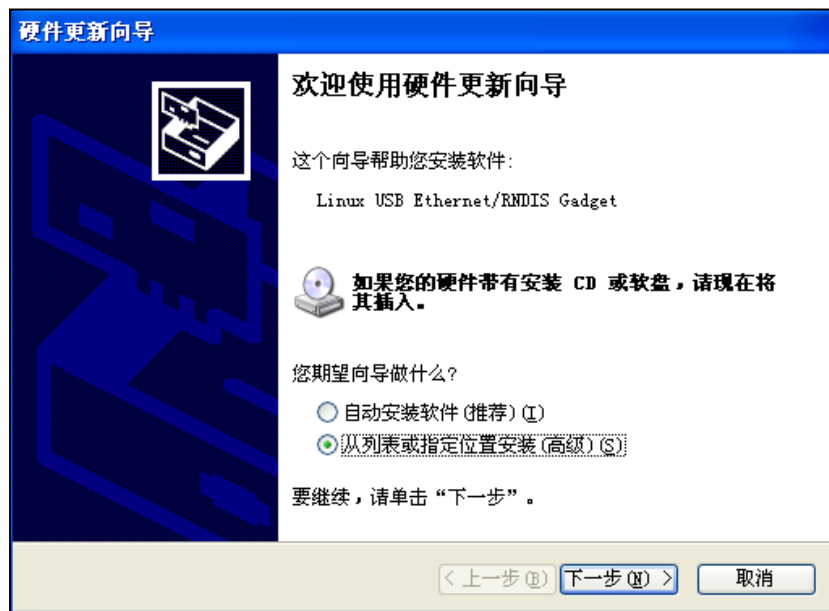 硬件更新向导
欢迎使用硬件更新向导
这个向导帮助您安装软件:
Linux USB Ethernet/RNDIS Gadget
如果您的硬件带有安装 CD 或软盘，请现在将
其插入。
您期望向导做什么?
自动安装软件(推荐)(I)
从列表或指定位置安装(高级)(S)
要继续，请单击“下一步”。
< 上一步(B) 下一步(N) > 取消